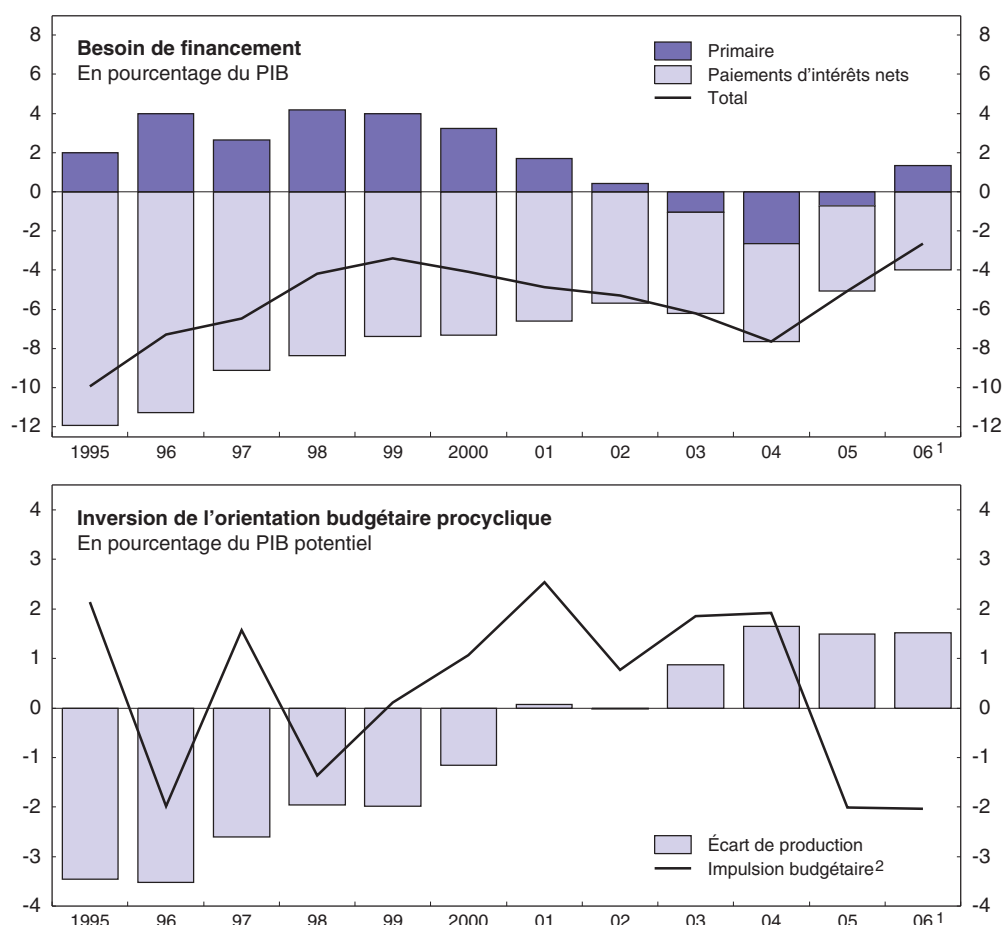 Besoin de financement
En pourcentage du PIB
Primaire
Paiements d'intérêts nets
Total
8 8
6 6
4 4
2 2
0 0
-2 -2
-4 -4
-6 -6
-8 -8
-10 -10
-12 -12
1995 96 97 98 99 2000 01 02 03 04 05 06 1
Inversion de l'orientation budgétaire procyclique
En pourcentage du PIB potentiel
4 4
3 3
2 2
1 1
0 0
-1 -1
-2 -2
-3 -3
-4 -4
Écart de production
Impulsion budgétaire 2
1995 96 97 98 99 2000 01 02 03 04 05 06 1